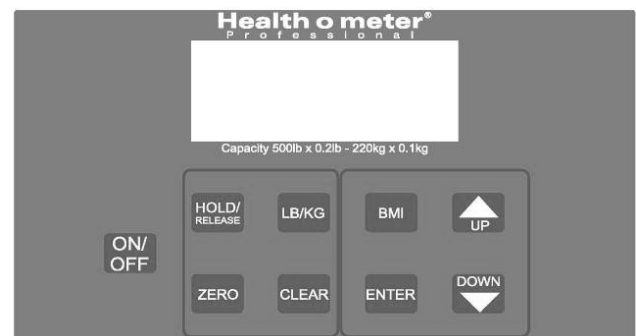 Health o meter®
Professional
Capacity 500lb x 0.2lb - 220kg x 0.1kg
HOLD/
RELEASE
LB/KG
BMI
UP
ON/
OFF
ZERO
CLEAR
ENTER
DOWN